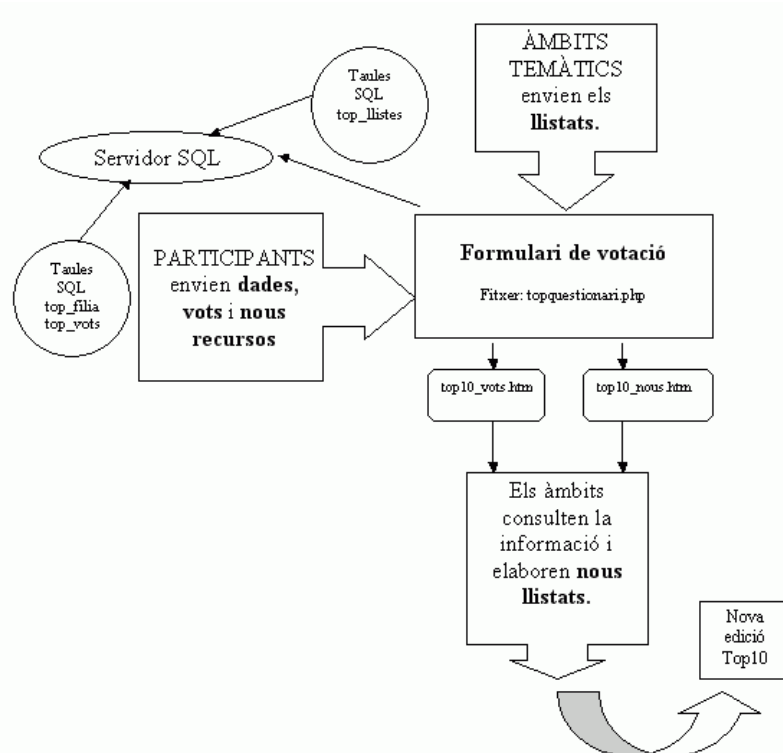 ÀMBITS
TEMÀTICS
envien els
llistats.
Taules
SQL
top_llistes
Servidor SQL
Taules
SQL
top_filia
top_vots
PARTICIPANTS
envien dades,
vots i nous
recursos
Formulari de votació
Fitxer: topquestionari.php
top10_vots.htm
top10_nous.htm
Els àmbits
consulten la
informació i
elaboren nous
llistats.
Nova
edició
Top10